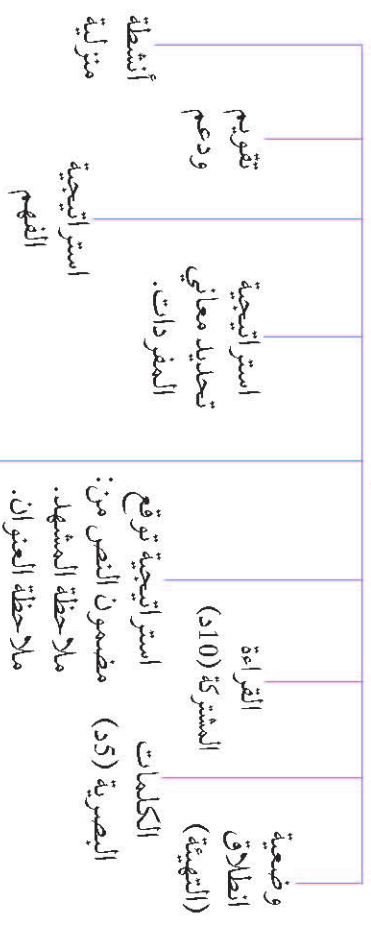 وضعية
انطلاق
(التهيئة)
الكلمات
البصرية (5د)
القراءة
المشتركة (10د)
استراتيجية توقع
مضمون النص من:
ملاحظة المشهد.
ملاحظة العنوان.
استراتيجية
تحديد معاني
المفردات.
استراتيجية
الفهم
تقويم
ودعم
أنشطة
منزلية